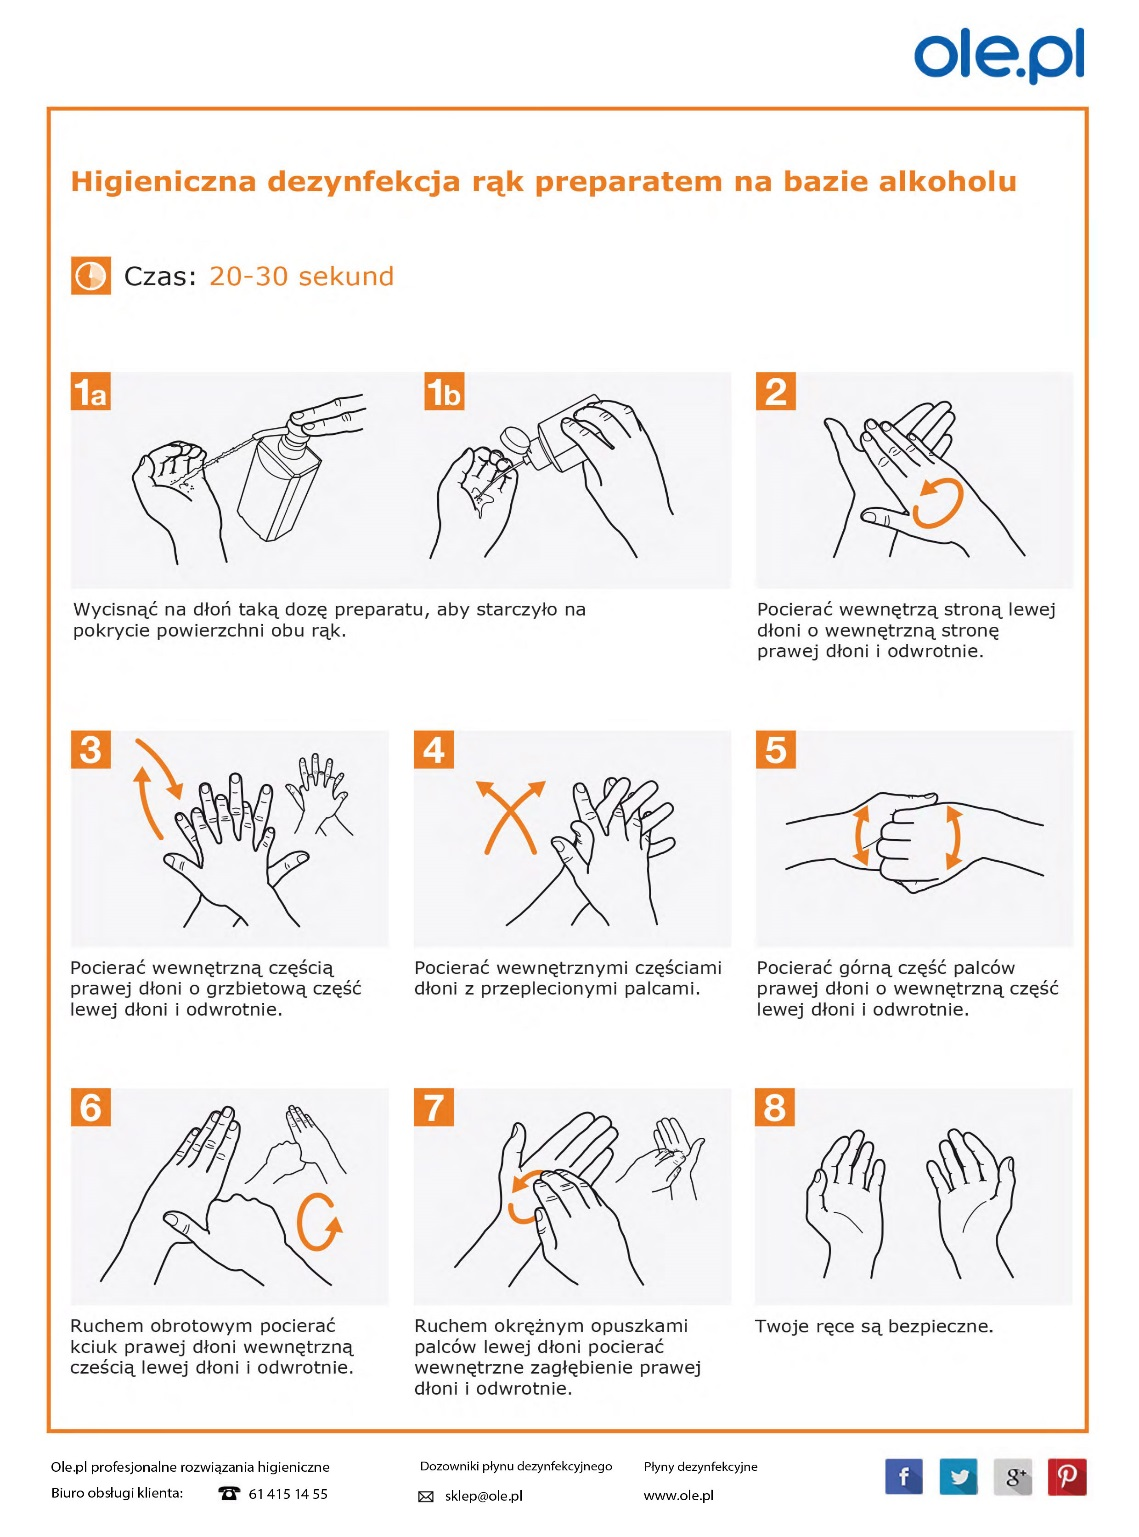 ole.pl
Higieniczna dezynfekcja rąk preparatem na bazie alkoholu
Czas: 20-30 sekund
1a
1b
Wycisnąć na dłoń taką dozę preparatu, aby starczyło na
pokrycie powierzchni obu rąk.
2
Pocierać wewnętrzą stroną lewej
dłoni o wewnętrzną stronę
prawej dłoni i odwrotnie.
3
Pocierać wewnętrzną częścią
prawej dłoni o grzbietową część
lewej dłoni i odwrotnie.
4
Pocierać wewnętrznymi częściami
dłoni z przeplecionymi palcami.
5
Pocierać górną część palców
prawej dłoni o wewnętrzną część
lewej dłoni i odwrotnie.
6
Ruchem obrotowym pocierać
kciuk prawej dłoni wewnętrzną
cześcią lewej dłoni i odwrotnie.
7
Ruchem okrężnym opuszkami
palców lewej dłoni pocierać
wewnętrzne zagłębienie prawej
dłoni i odwrotnie.
8
Twoje ręce są bezpieczne.
Ole.pl profesjonalne rozwiązania higieniczne
Biuro obsługi klienta: 61 415 14 55
Dozowniki płynu dezynfekcyjnego
sklep@ole.pl
Płyny dezynfekcyjne
www.ole.pl
f
g+